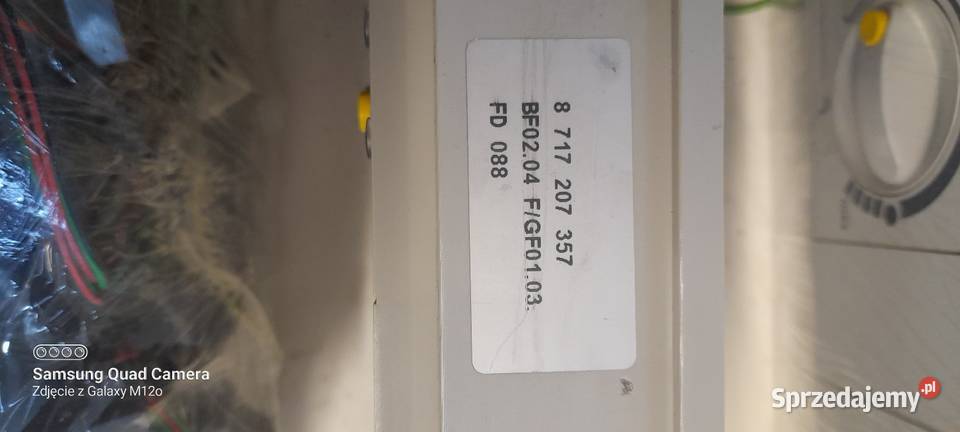 8 717 207 357
BF02.04 F/GF01.03.
FD 088
Samsung Quad Camera
Zdjęcie z Galaxy M12o
Sprzedajemy.pl